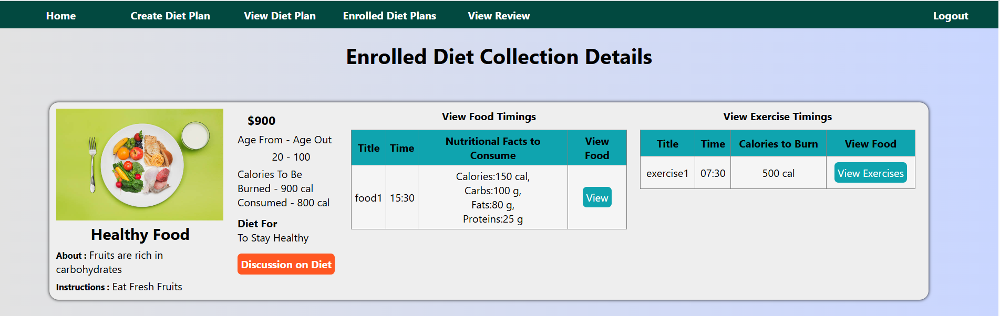 Home Create Diet Plan View Diet Plan Enrolled Diet Plans View Review Logout
Enrolled Diet Collection Details
Healthy Food
About : Fruits are rich in
carbohydrates
Instructions : Eat Fresh Fruits
$900
Age From - Age Out
20 - 100
Calories To Be
Burned - 900 cal
Consumed - 800 cal
Diet For
To Stay Healthy
Discussion on Diet
View Food Timings
Title Time Nutritional Facts to
Consume View
Food
food1 15:30 Calories:150 cal,
Carbs:100 g,
Fats:80 g,
Proteins:25 g
View
View Exercise Timings
Title Time Calories to Burn View Food
exercise1 07:30 500 cal View Exercises